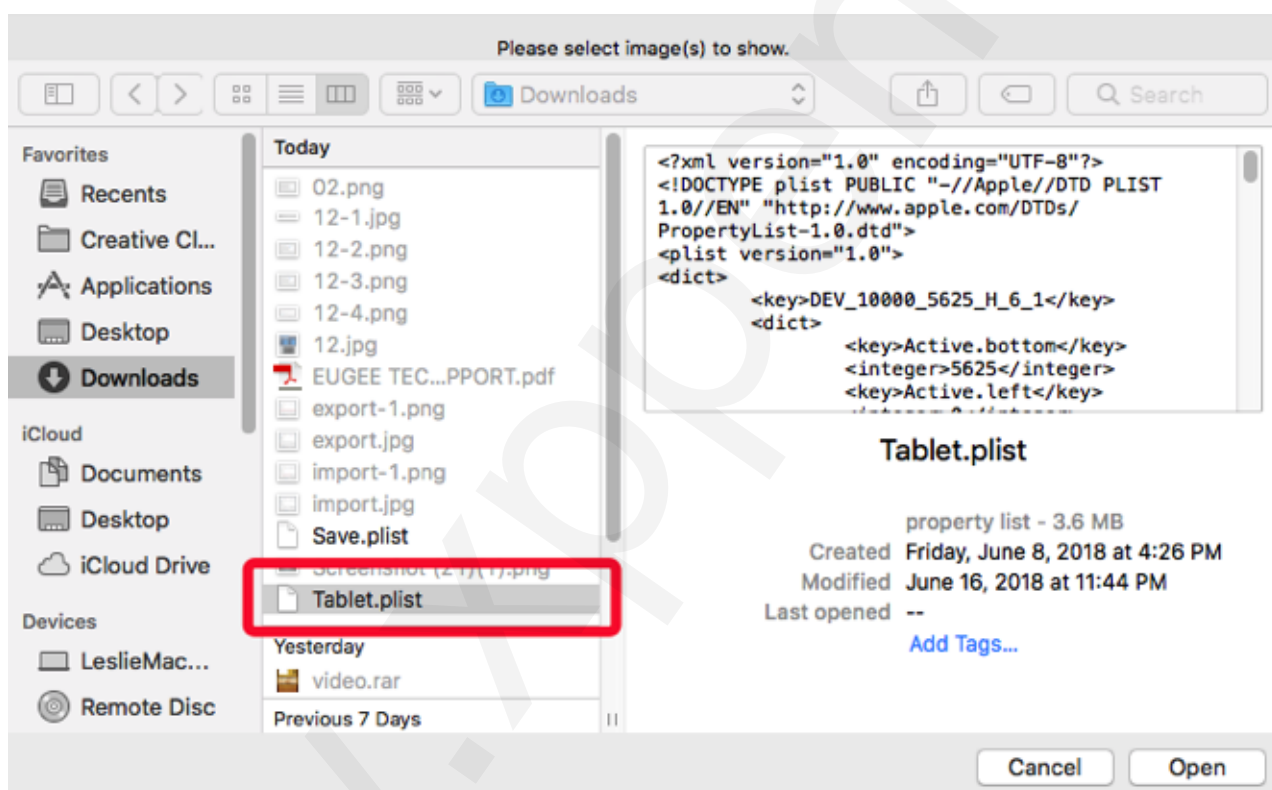 Please select image(s) to show.
Downloads
Search
Favorites
Recents
Creative Cl...
Applications
Desktop
Downloads
iCloud
Documents
Desktop
iCloud Drive
Devices
LeslieMac...
Remote Disc
Today
02.png
12-1.jpg
12-2.png
12-3.png
12-4.png
12.jpg
EUGEE TEC...PPORT.pdf
export-1.png
export.jpg
import-1.png
import.jpg
Save.plist
Screenshot (21)(1).png
Tablet.plist
Yesterday
video.rar
Previous 7 Days
<?xml version="1.0" encoding="UTF-8"?>
<!DOCTYPE plist PUBLIC "-//Apple//DTD PLIST
1.0//EN" "http://www.apple.com/DTDs/
PropertyList-1.0.dtd">
<plist version="1.0">
<dict>
<key>DEV_10000_5625_H_6_1</key>
<dict>
<key>Active.bottom</key>
<integer>5625</integer>
<key>Active.left</key>
<integer>0</integer>
Tablet.plist
property list - 3.6 MB
Created Friday, June 8, 2018 at 4:26 PM
Modified June 16, 2018 at 11:44 PM
Last opened --
Add Tags...
Cancel
Open